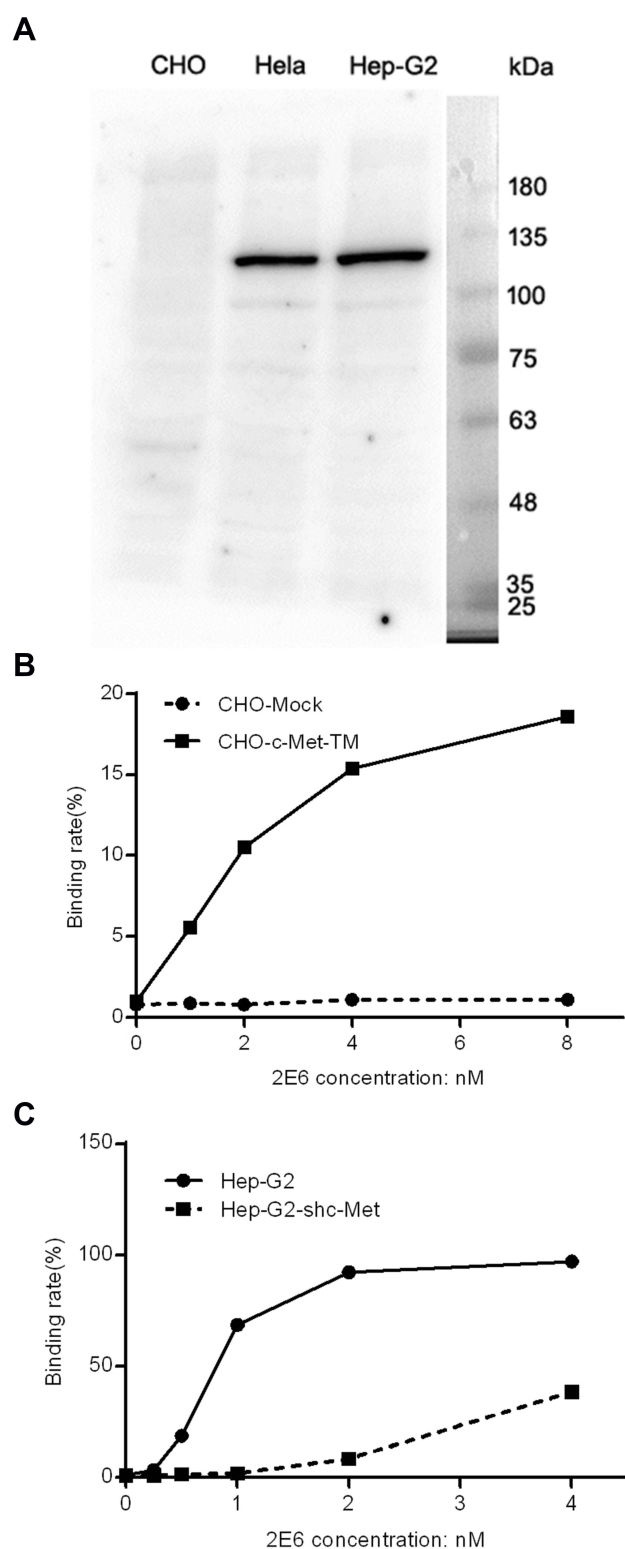 A
CHO Hela Hep-G2 kDa
180
135
100
75
63
48
35
25
B
20
CHO-Mock
CHO-c-Met-TM
15
10
5
0
Binding rate(%)
0 2 4 6 8
2E6 concentration: nM
C
150
Hep-G2
Hep-G2-shc-Met
100
50
0
Binding rate(%)
0 1 2 3 4
2E6 concentration: nM